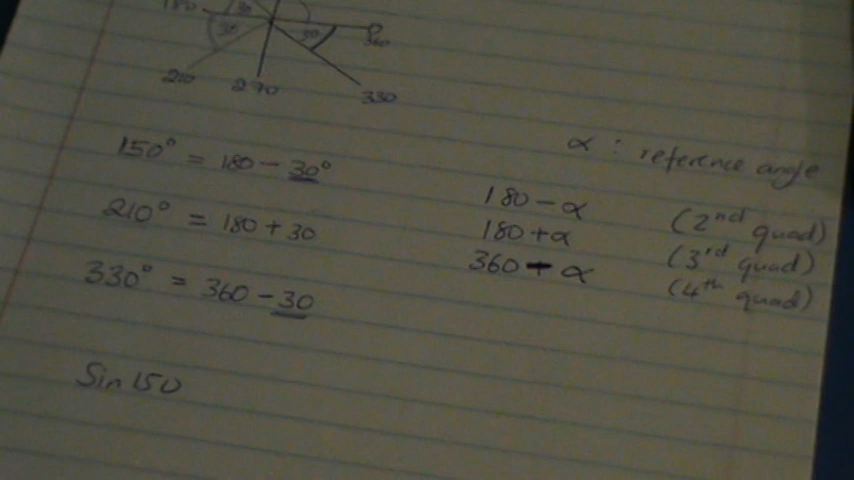 180 30
30 30 360
210 270 330
α : reference angle
150° = 180 - 30°
180 - α (2nd quad)
210° = 180 + 30
180 + α (3rd quad)
330° = 360 - 30
360 - α (4th quad)
Sin 150